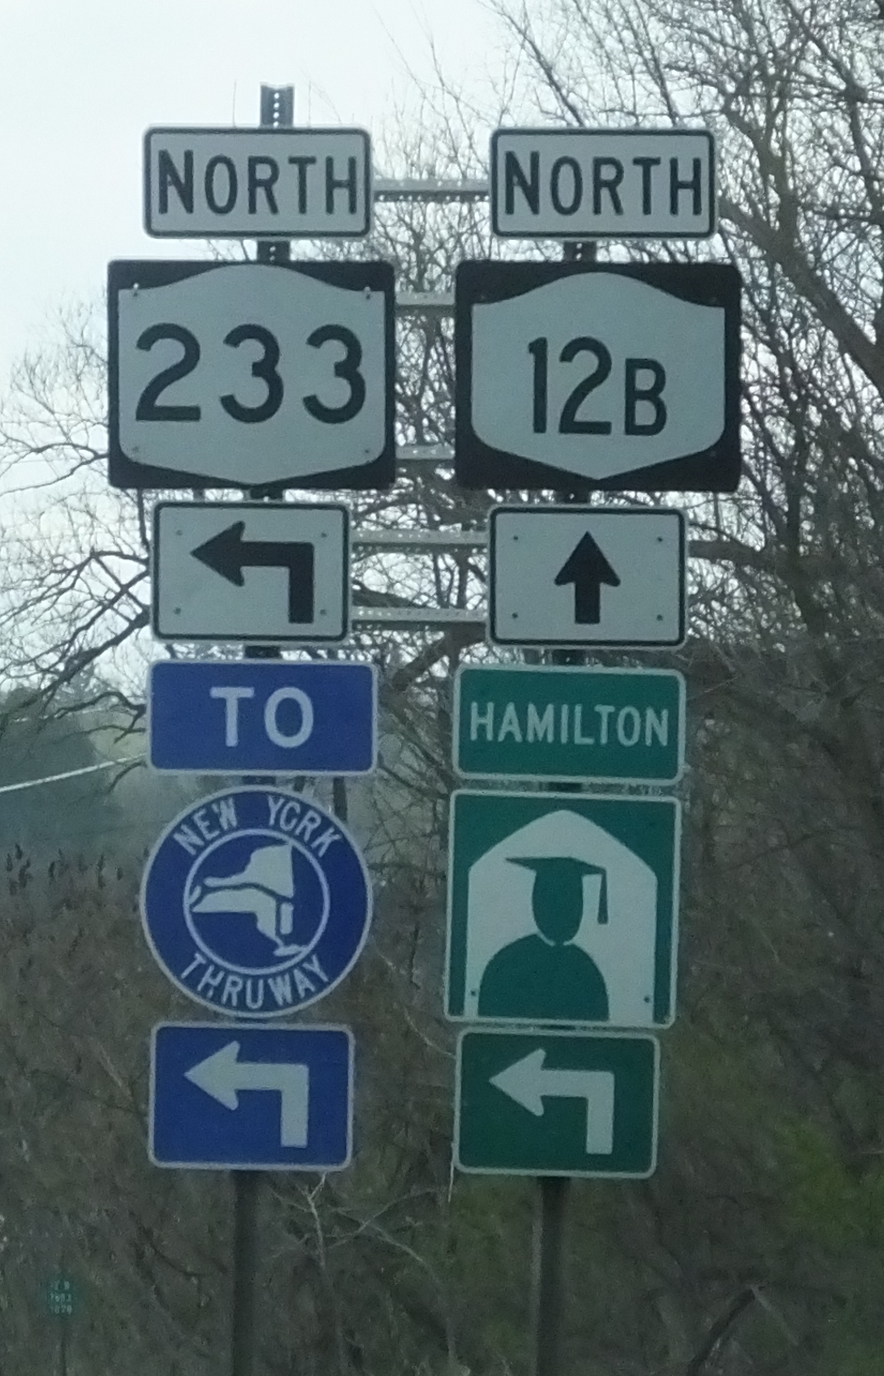 NORTH
233
TO
NEW YORK
THRUWAY
NORTH
12B
HAMILTON